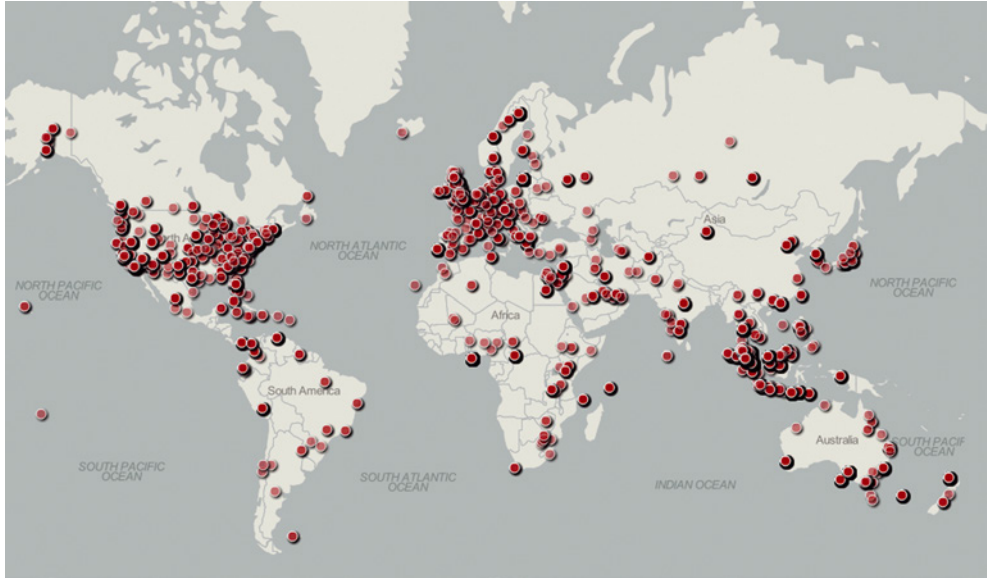 Asia
NORTH ATLANTIC
OCEAN
NORTH PACIFIC
OCEAN
NORTH PACIFIC
OCEAN
Africa
South America
Australia
SOUTH PACIF
OCEAN
SOUTH PACIFIC
OCEAN
SOUTH ATLANTIC
OCEAN
INDIAN OCEAN